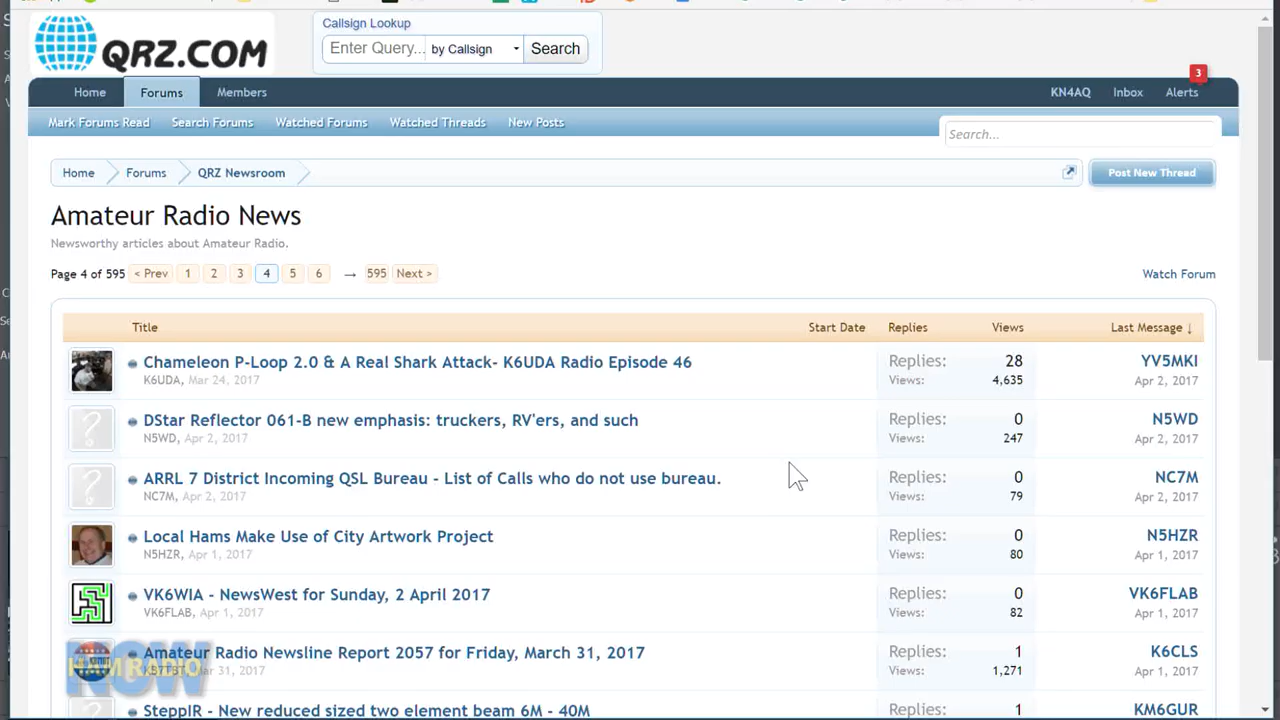 QRZ.COM
Callsign Lookup
Enter Query... by Callsign Search
Home Forums Members KN4AQ Inbox Alerts 3
Mark Forums Read Search Forums Watched Forums Watched Threads New Posts Search...
Home Forums QRZ Newsroom Post New Thread
Amateur Radio News
Newsworthy articles about Amateur Radio.
Page 4 of 595 < Prev 1 2 3 4 5 6 → 595 Next > Watch Forum
Title Start Date Replies Views Last Message ↓
Chameleon P-Loop 2.0 & A Real Shark Attack- K6UDA Radio Episode 46 Replies: 28 YV5MKI
K6UDA, Mar 24, 2017 Views: 4,635 Apr 2, 2017
DStar Reflector 061-B new emphasis: truckers, RV'ers, and such Replies: 0 N5WD
N5WD, Apr 2, 2017 Views: 247 Apr 2, 2017
ARRL 7 District Incoming QSL Bureau - List of Calls who do not use bureau. Replies: 0 NC7M
NC7M, Apr 2, 2017 Views: 79 Apr 2, 2017
Local Hams Make Use of City Artwork Project Replies: 0 N5HZR
N5HZR, Apr 1, 2017 Views: 80 Apr 1, 2017
VK6WIA - NewsWest for Sunday, 2 April 2017 Replies: 0 VK6FLAB
VK6FLAB, Apr 1, 2017 Views: 82 Apr 1, 2017
Amateur Radio Newsline Report 2057 for Friday, March 31, 2017 Replies: 1 K6CLS
Mar 31, 2017 Views: 1,271 Apr 1, 2017
HAM RADIO
NOW
SteppIR - New reduced sized two element beam 6M - 40M Replies: 1 KM6GUR